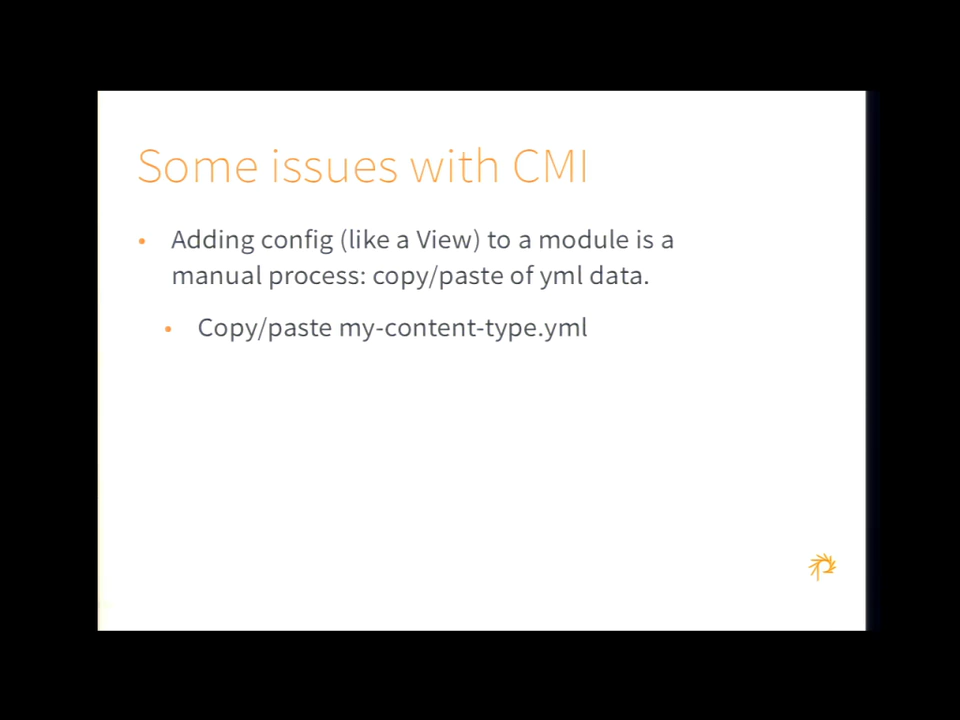 Some issues with CMI
• Adding config (like a View) to a module is a
manual process: copy/paste of yml data.
• Copy/paste my-content-type.yml